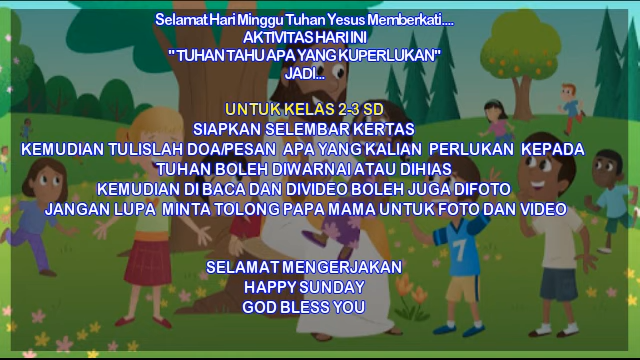 Selamat Hari Minggu Tuhan Yesus Memberkati....
AKTIVITAS HARI INI
"TUHAN TAHU APA YANG KUPERLUKAN"
JADI...
UNTUK KELAS 2-3 SD
SIAPKAN SELEMBAR KERTAS
KEMUDIAN TULISLAH DOA/PESAN APA YANG KALIAN PERLUKAN KEPADA
TUHAN BOLEH DIWARNAI ATAU DIHIAS
KEMUDIAN DI BACA DAN DIVIDEO BOLEH JUGA DIFOTO
JANGAN LUPA MINTA TOLONG PAPA MAMA UNTUK FOTO DAN VIDEO
SELAMAT MENGERJAKAN
HAPPY SUNDAY
GOD BLESS YOU
7